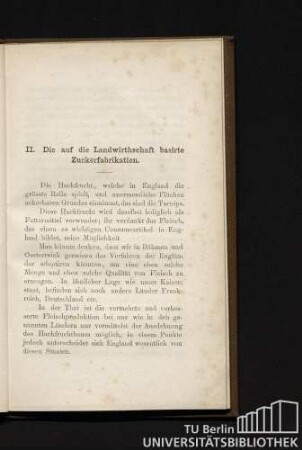 II. Die auf die Landwirthschaft basirte
Zuckerfabrikation.
Die Hackfrucht, welche in England die
grösste Rolle spielt, und unermessliche Flächen
ackerbaren Grundes einnimmt, das sind die Turnips.
Diese Hackfrucht wird daselbst lediglich als
Futtermittel verwendet; ihr verdankt das Fleisch,
das einen so wichtigen Consumoartikel in Eng-
land bildet, seine Möglichkeit.
Man könnte denken, dass wir in Böhmen und
Oesterreich geradezu das Verfahren der Englän-
der adoptiren könnten, um eine eben solche
Menge und eben solche Qualität von Fleisch zu
erzeugen. In ähnlicher Lage wie unser Kaiser-
staat, befinden sich auch andere Länder Frank-
reich, Deutschland etc.
In der That ist die vermehrte und verbes-
serte Fleischproduktion bei uns wie in den ge-
nannten Ländern nur vermittelst der Ausdehnung
des Hackfruchtbaues möglich, in einem Punkte
jedoch unterscheidet sich England wesentlich von
diesen Staaten.
TU Berlin
UNIVERSITÄTSBIBLIOTHEK